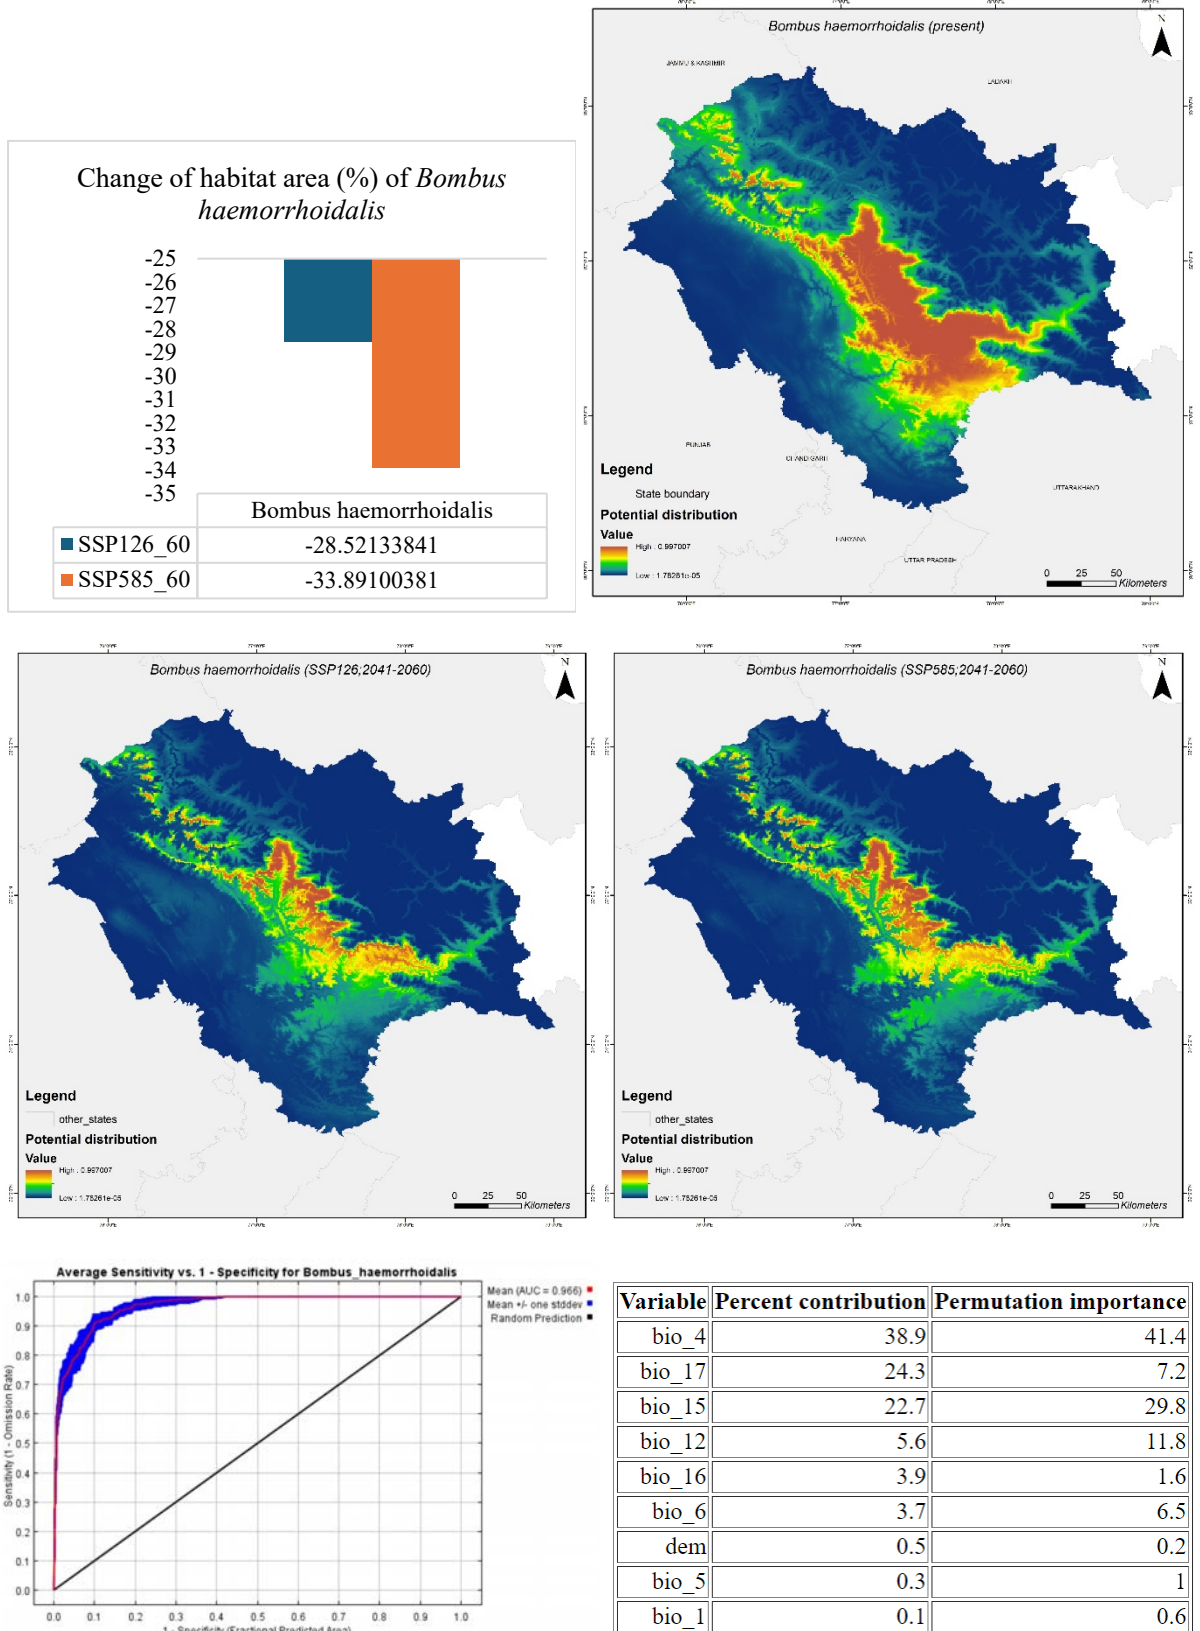 Change of habitat area (%) of Bombus
haemorrhoidalis
-25
-26
-27
-28
-29
-30
-31
-32
-33
-34
-35
Bombus haemorrhoidalis
SSP126_60 -28.52133841
SSP585_60 -33.89100381
Bombus haemorrhoidalis (present)
N
JAMMU & KASHMIR
LADAKH
PUNJAB
CHANDIGARH
UTTARAKHAND
HARYANA
UTTAR PRADESH
Legend
State boundary
Potential distribution
Value
High : 0.997007
Low : 1.78261e-05
0 25 50
Kilometers
Bombus haemorrhoidalis (SSP126;2041-2060)
N
Legend
other_states
Potential distribution
Value
High : 0.997007
Low : 1.78261e-05
0 25 50
Kilometers
Bombus haemorrhoidalis (SSP585;2041-2060)
N
Legend
other_states
Potential distribution
Value
High : 0.997007
Low : 1.78261e-05
0 25 50
Kilometers
Average Sensitivity vs. 1 - Specificity for Bombus_haemorrhoidalis
Mean (AUC = 0.966)
Mean +/- one stddev
Random Prediction
Sensitivity (1 - Omission Rate)
1.0
0.9
0.8
0.7
0.6
0.5
0.4
0.3
0.2
0.1
0.0
0.0 0.1 0.2 0.3 0.4 0.5 0.6 0.7 0.8 0.9 1.0
1 - Specificity (Fractional Predicted Area)
Variable Percent contribution Permutation importance
bio_4 38.9 41.4
bio_17 24.3 7.2
bio_15 22.7 29.8
bio_12 5.6 11.8
bio_16 3.9 1.6
bio_6 3.7 6.5
dem 0.5 0.2
bio_5 0.3 1
bio_1 0.1 0.6